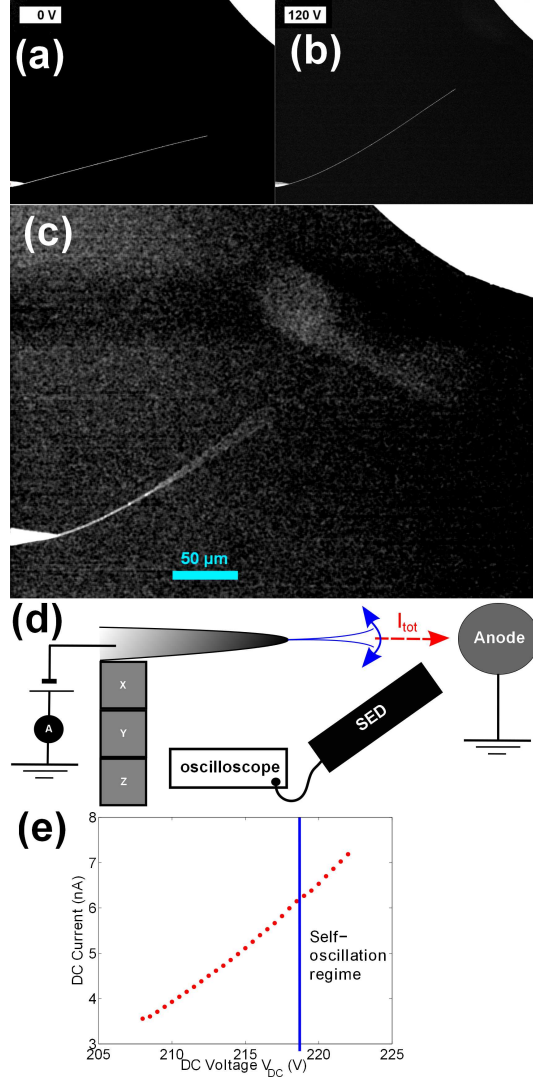 0 V
(a)
120 V
(b)
(c)
50 µm
(d)
X
Y
Z
A
I_tot
Anode
SED
oscilloscope
(e)
8
7
6
5
4
3
DC Current (nA)
Self−
oscillation
regime
205
210
215
220
225
DC Voltage V_DC (V)